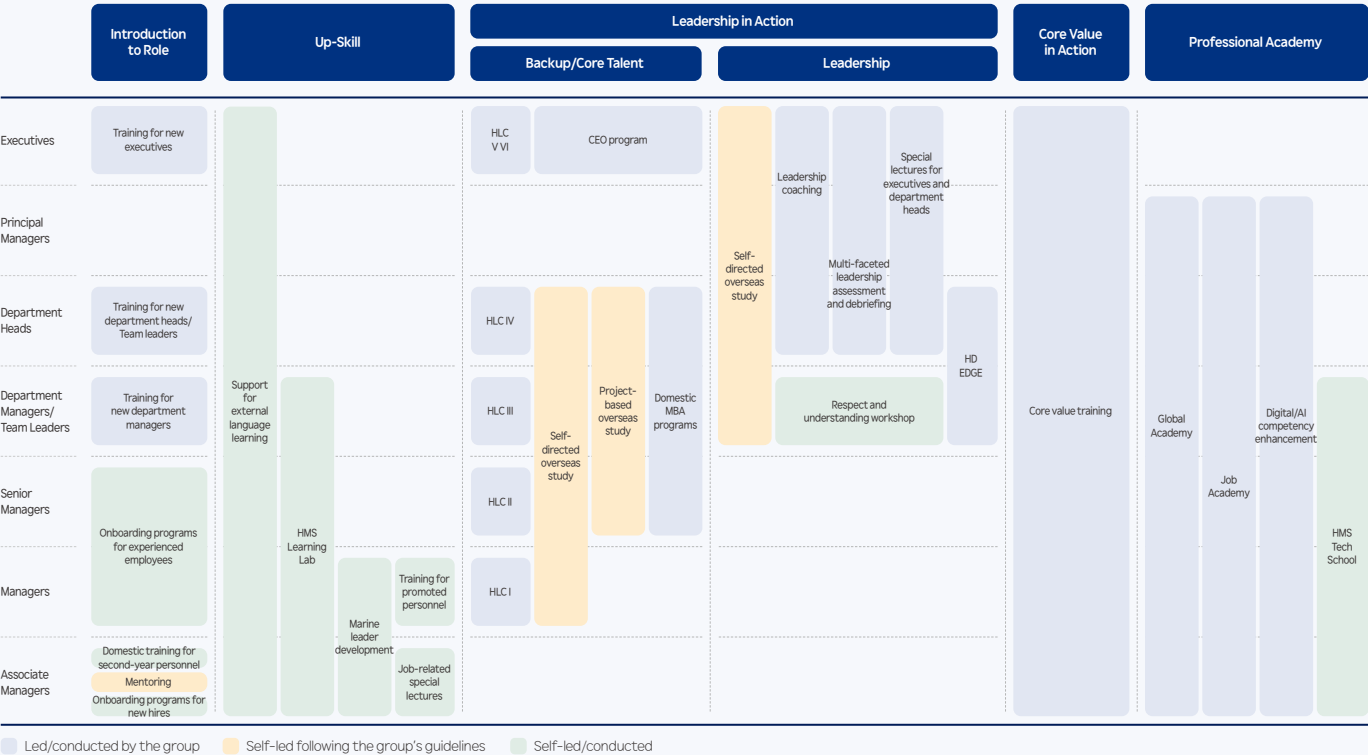 Introduction
to Role
Up-Skill
Leadership in Action
Backup/Core Talent
Leadership
Core Value
in Action
Professional Academy
Executives
Training for new
executives
HLC
V VI
CEO program
Leadership
coaching
Special
lectures for
executives and
department
heads
Principal
Managers
Self-
directed
overseas
study
Multi-faceted
leadership
assessment
and debriefing
Department
Heads
Training for new
department heads/
Team leaders
HLC IV
HD
EDGE
Department
Managers/
Team Leaders
Training for
new department
managers
Support
for
external
language
learning
HLC III
Self-
directed
overseas
study
Project-
based
overseas
study
Domestic
MBA
programs
Respect and
understanding workshop
Core value training
Global
Academy
Job
Academy
Digital/AI
competency
enhancement
Senior
Managers
Onboarding programs
for experienced
employees
HMS
Learning
Lab
HLC II
HMS
Tech
School
Managers
Marine
leader
development
Training for
promoted
personnel
HLC I
Associate
Managers
Domestic training for
second-year personnel
Mentoring
Onboarding programs for
new hires
Job-related
special
lectures
Led/conducted by the group
Self-led following the group's guidelines
Self-led/conducted